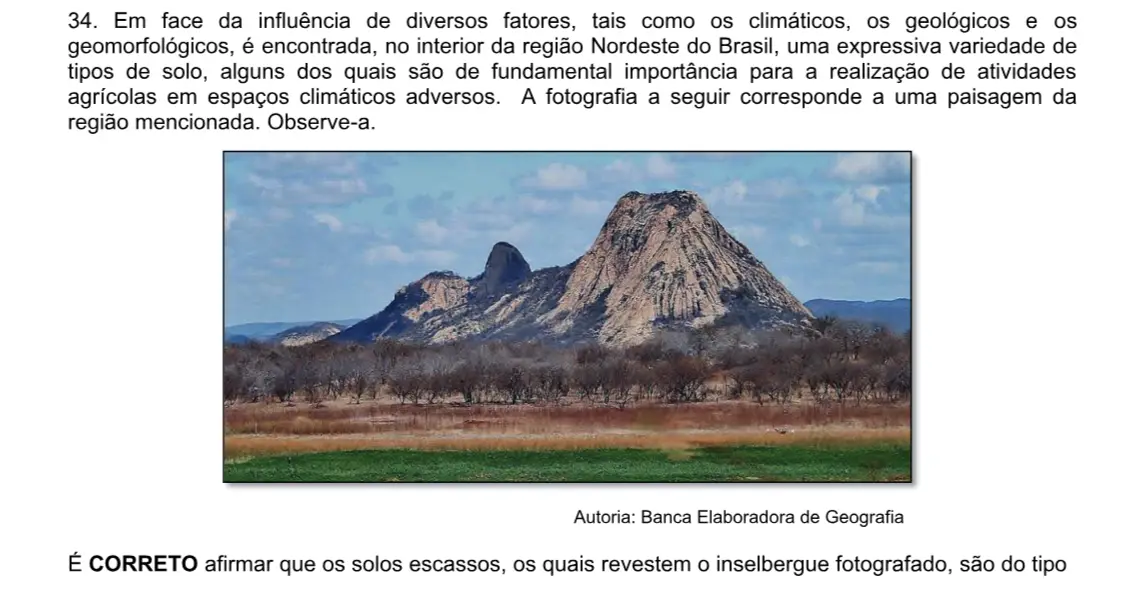 34. Em face da influência de diversos fatores, tais como os climáticos, os geológicos e os
geomorfológicos, é encontrada, no interior da região Nordeste do Brasil, uma expressiva variedade de
tipos de solo, alguns dos quais são de fundamental importância para a realização de atividades
agrícolas em espaços climáticos adversos. A fotografia a seguir corresponde a uma paisagem da
região mencionada. Observe-a.
Autoria: Banca Elaboradora de Geografia
É CORRETO afirmar que os solos escassos, os quais revestem o inselbergue fotografado, são do tipo